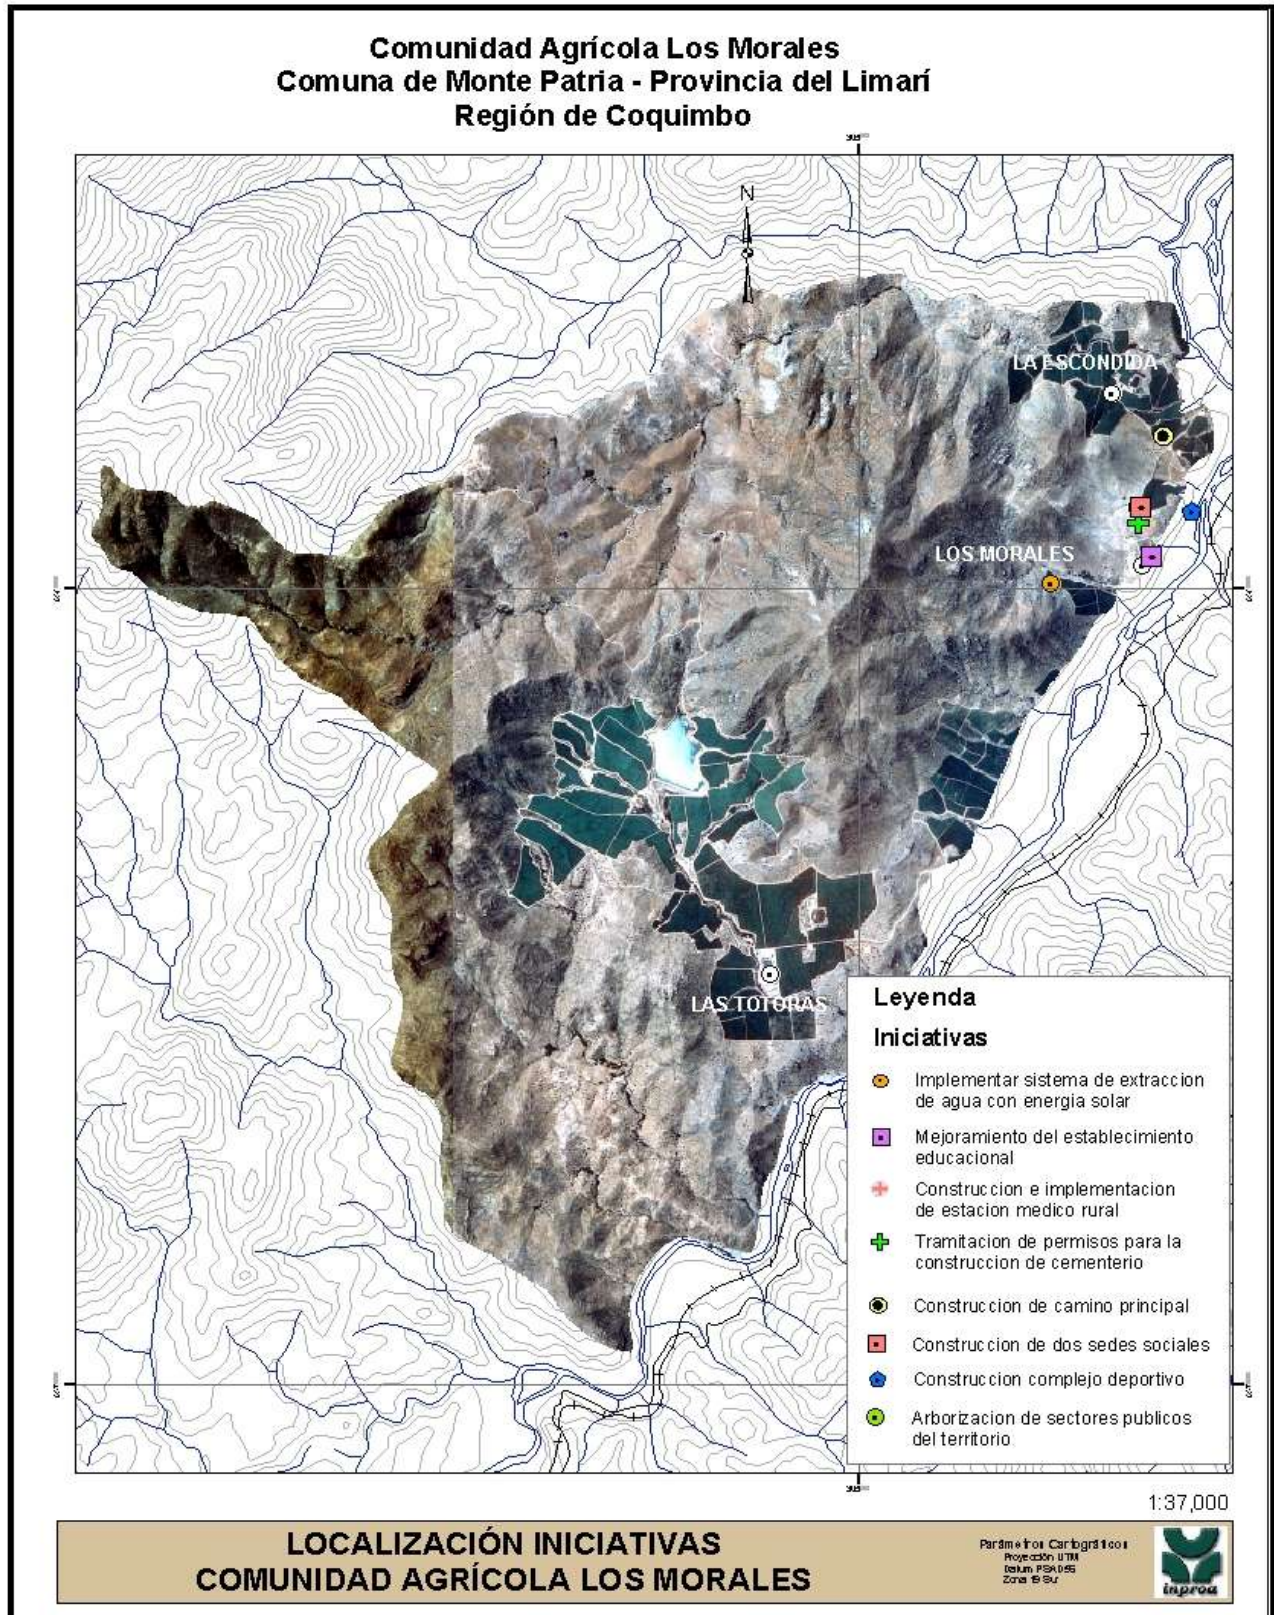 Comunidad Agrícola Los Morales
Comuna de Monte Patria - Provincia del Limarí
Región de Coquimbo
N
LA ESCONDIDA
LOS MORALES
LAS TOTORAS
Leyenda
Iniciativas
Implementar sistema de extraccion
de agua con energia solar
Mejoramiento del establecimiento
educacional
Construccion e implementacion
de estacion medico rural
Tramitacion de permisos para la
construccion de cementerio
Construccion de camino principal
Construccion de dos sedes sociales
Construccion complejo deportivo
Arborizacion de sectores publicos
del territorio
1:37,000
LOCALIZACIÓN INICIATIVAS
COMUNIDAD AGRÍCOLA LOS MORALES
Parámetros Cartográficos
Proyección UTM
Datum PSAD56
Zona 19 Sur
inproa